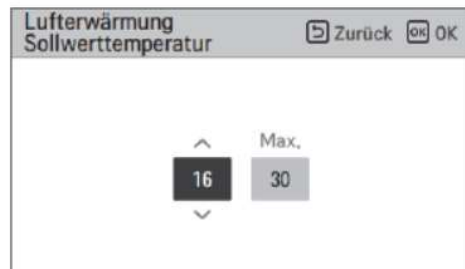 Lufterwärmung
Sollwerttemperatur
Zurück OK OK
Max.
16 30